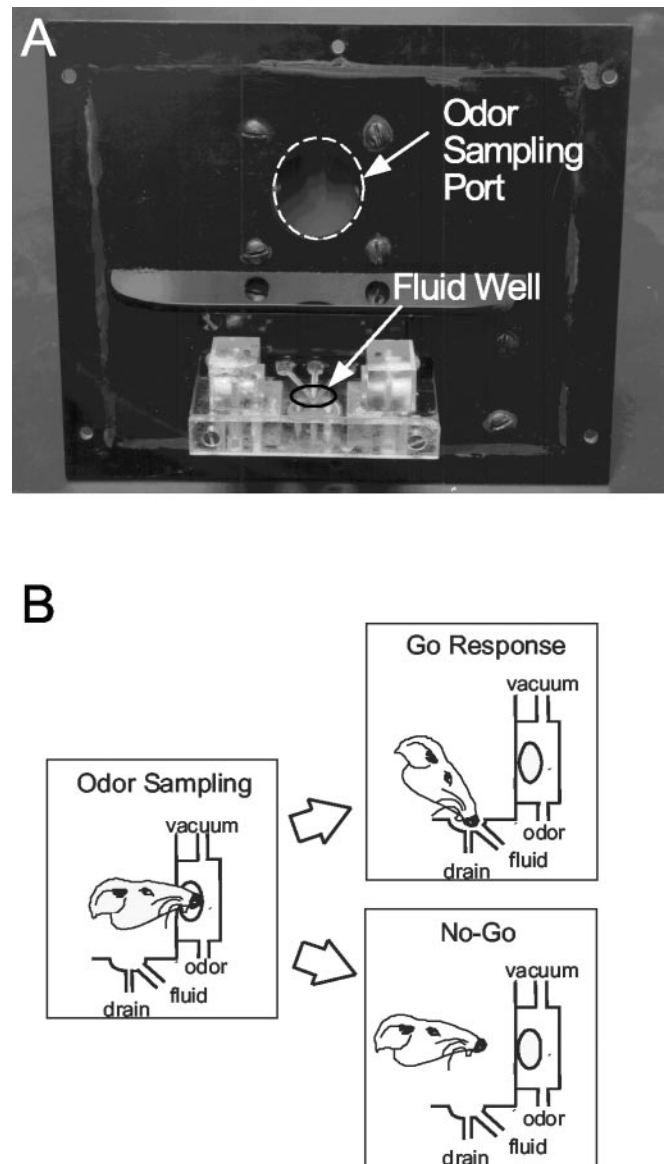 A
Odor
Sampling
Port
Fluid Well
B
Odor Sampling
vacuum
odor
fluid
drain
Go Response
vacuum
odor
fluid
drain
No-Go
vacuum
odor
fluid
drain